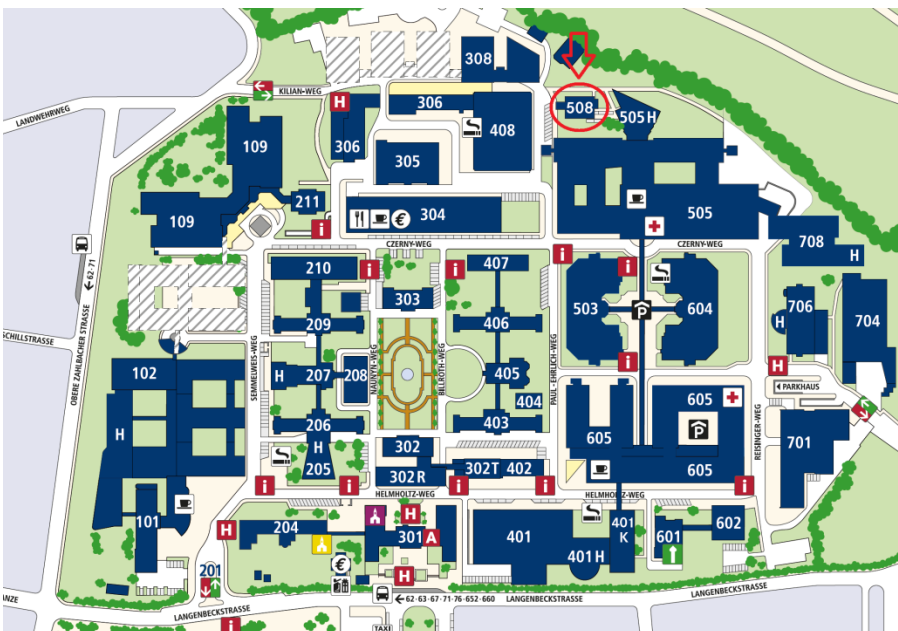 308
KILIAN-WEG
H
306
508
LANDWEHRWEG
408
505 H
109
306
305
109
211
304
€
505
i
CZERNY-WEG
CZERNY-WEG
708
H
210
i
i
407
i
i
← 62 · 71
303
503
604
706
704
209
406
P
H
OBERE ZAHLBACHER STRASSE
SCHILLSTRASSE
SEMMELWEIS-WEG
NAUNYN-WEG
BILLROTH-WEG
PAUL-EHRLICH-WEG
102
H
207
208
405
i
H
PARKHAUS
404
605
605
REISINGER-WEG
206
403
H
H
205
302
P
701
302 R
302T
402
605
i
i
i
i
i
HELMHOLTZ-WEG
HELMHOLTZ-WEG
101
H
204
H
301
A
401
401
K
401 H
601
602
201
€
H
← 62 · 63 · 67 · 71 · 76 · 652 · 660
LANGENBECKSTRASSE
LANGENBECKSTRASSE
LANGENBECKSTRASSE
ANZE
i
TAXI